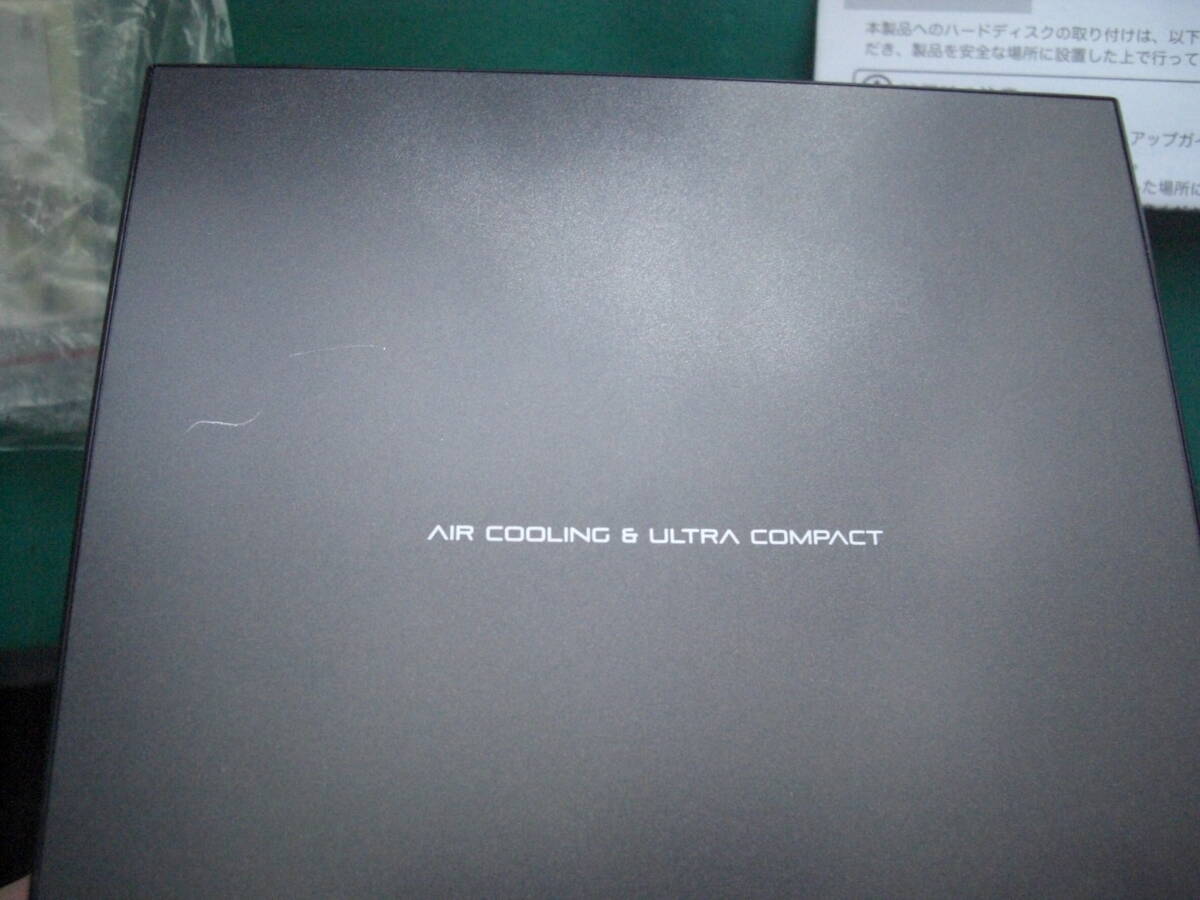 本製品へのハードディスクの取り付けは、以下
だき、製品を安全な場所に設置した上で行って
アップガイ
た場所に
AIR COOLING & ULTRA COMPACT